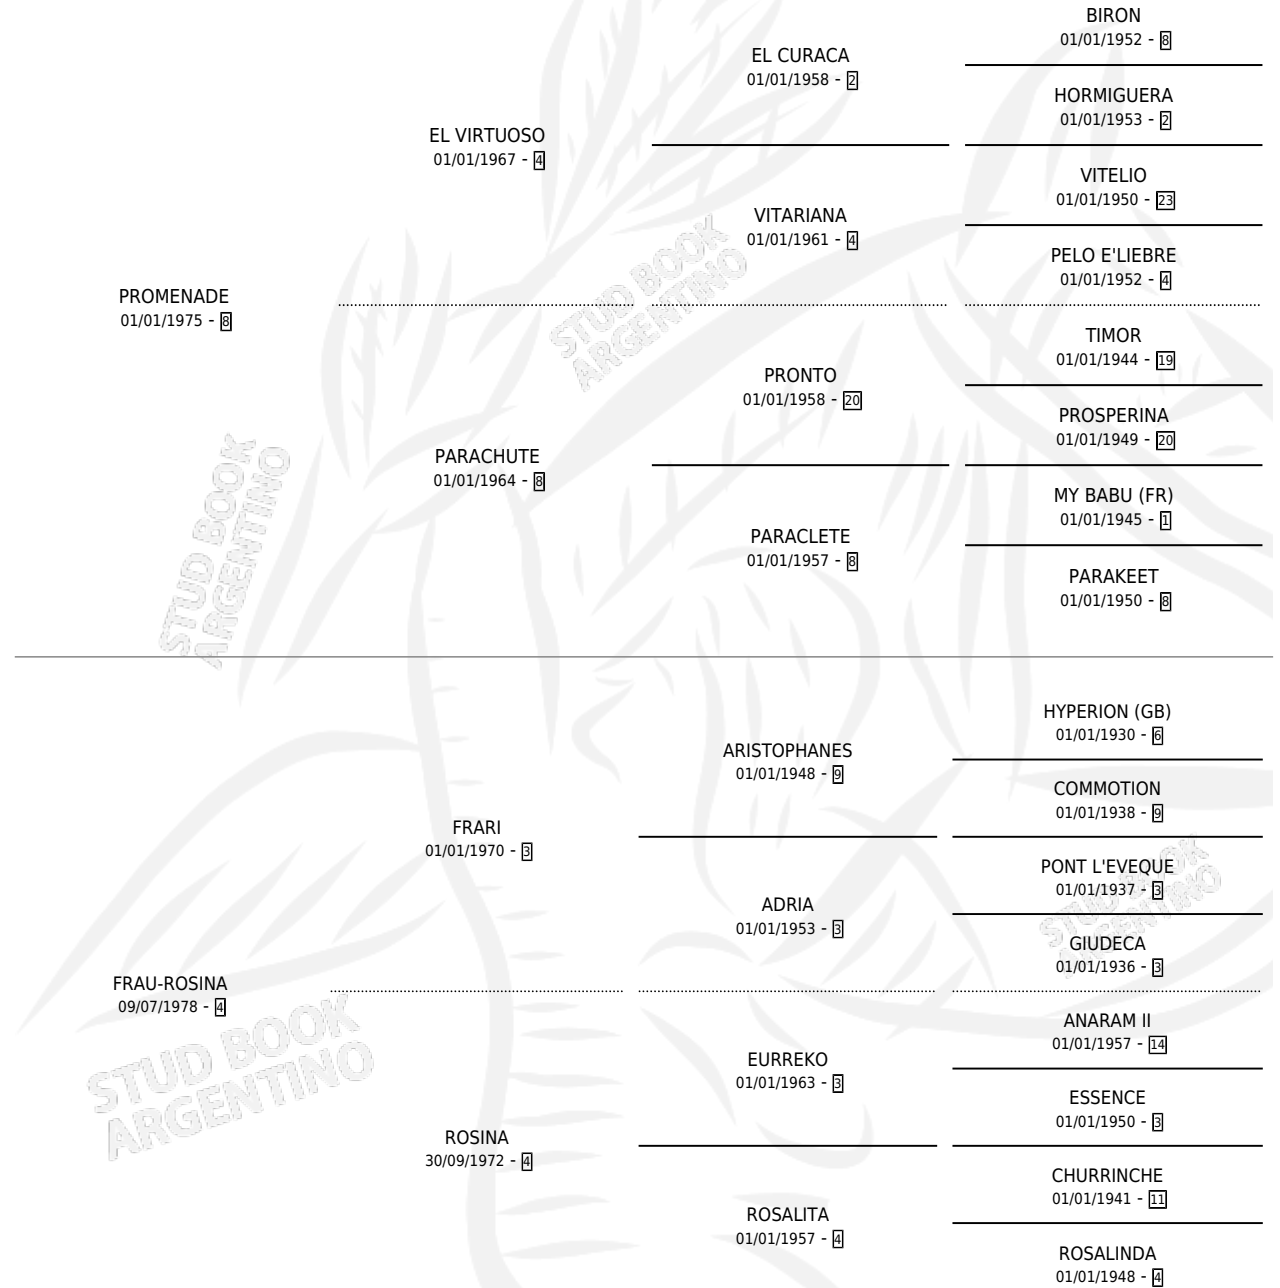 BIRON
01/01/1952 - 8
EL CURACA
01/01/1958 - 2
HORMIGUERA
01/01/1953 - 2
EL VIRTUOSO
01/01/1967 - 4
VITELIO
01/01/1950 - 23
VITARIANA
01/01/1961 - 4
PELO E'LIEBRE
01/01/1952 - 4
PROMENADE
01/01/1975 - 8
TIMOR
01/01/1944 - 19
PRONTO
01/01/1958 - 20
PROSPERINA
01/01/1949 - 20
PARACHUTE
01/01/1964 - 8
MY BABU (FR)
01/01/1945 - 1
PARACLETE
01/01/1957 - 8
PARAKEET
01/01/1950 - 8
HYPERION (GB)
01/01/1930 - 6
ARISTOPHANES
01/01/1948 - 9
COMMOTION
01/01/1938 - 9
FRARI
01/01/1970 - 3
PONT L'EVEQUE
01/01/1937 - 3
ADRIA
01/01/1953 - 3
GIUDECA
01/01/1936 - 3
FRAU-ROSINA
09/07/1978 - 4
ANARAM II
01/01/1957 - 14
EURREKO
01/01/1963 - 3
ESSENCE
01/01/1950 - 3
ROSINA
30/09/1972 - 4
CHURRINCHE
01/01/1941 - 11
ROSALITA
01/01/1957 - 4
ROSALINDA
01/01/1948 - 4
STUD BOOK
ARGENTINO
STUD BOOK
ARGENTINO
STUD BOOK
ARGENTINO
STUD BOOK
ARGENTINO